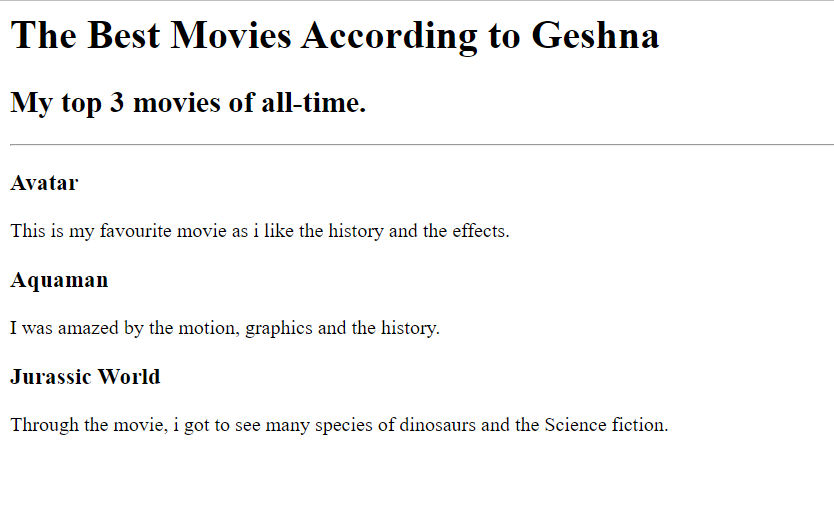 The Best Movies According to Geshna
My top 3 movies of all-time.
Avatar
This is my favourite movie as i like the history and the effects.
Aquaman
I was amazed by the motion, graphics and the history.
Jurassic World
Through the movie, i got to see many species of dinosaurs and the Science fiction.